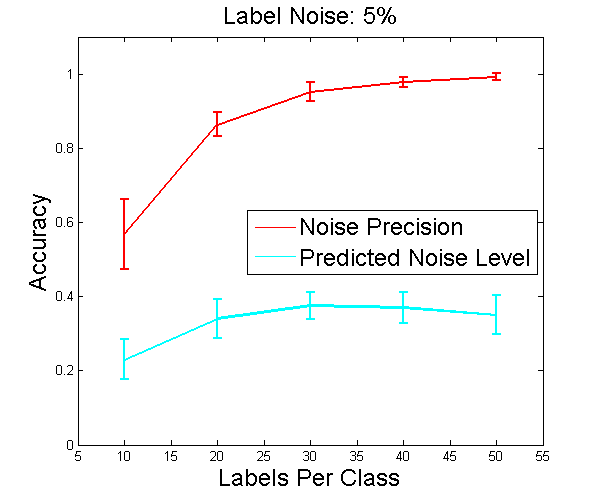 Label Noise: 5%
1
0.8
0.6
0.4
0.2
0
Accuracy
Noise Precision
Predicted Noise Level
5 10 15 20 25 30 35 40 45 50 55
Labels Per Class